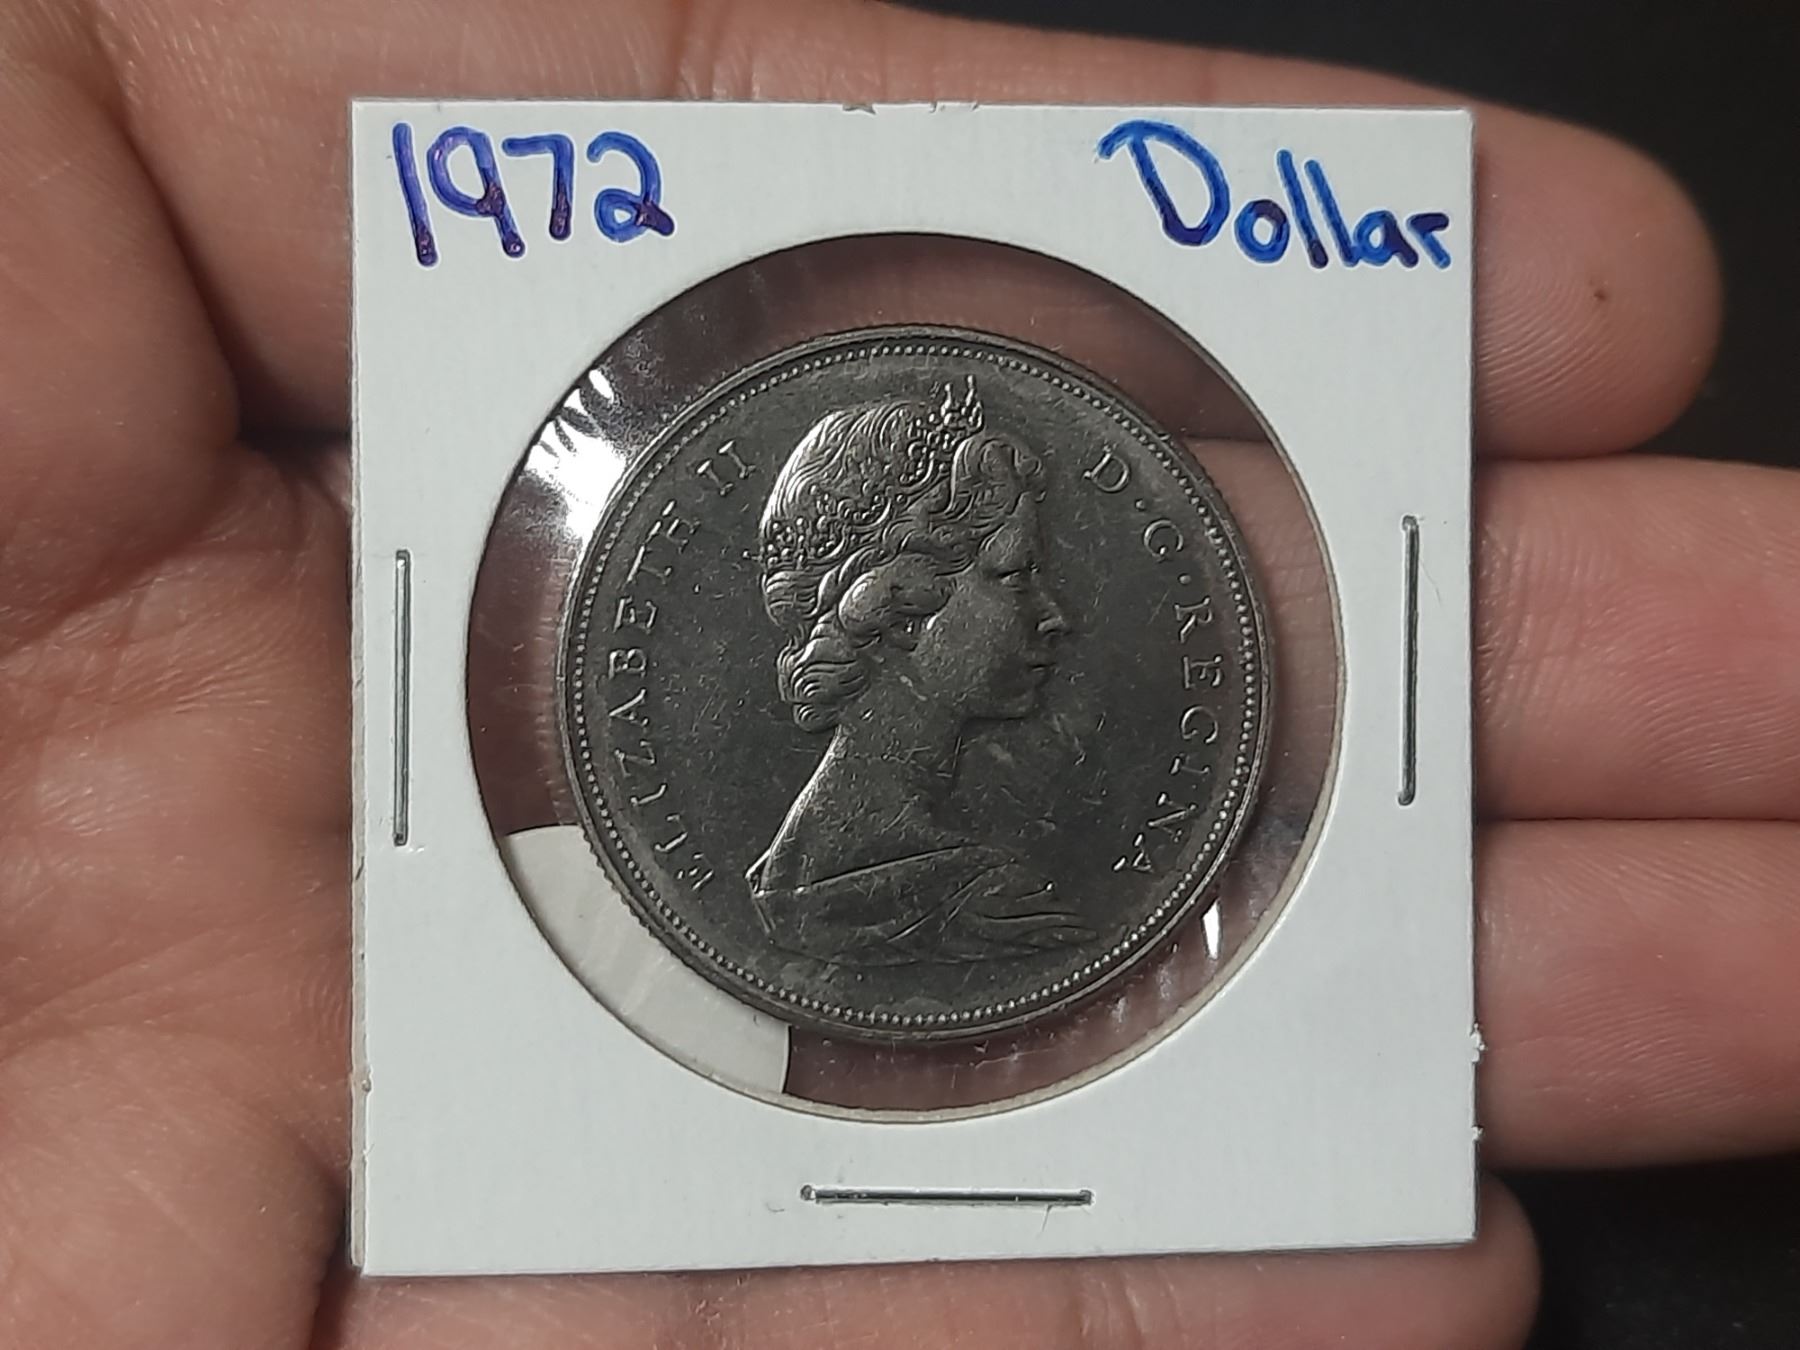 1972 Dollar
ELIZABETH II D·G·REGINA